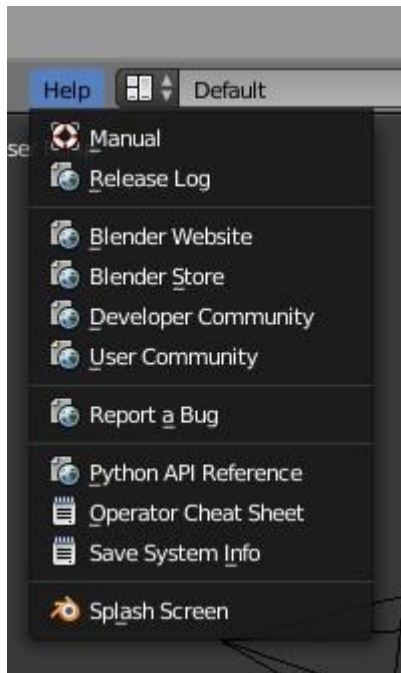 Help Default
se
Manual
Release Log
Blender Website
Blender Store
Developer Community
User Community
Report a Bug
Python API Reference
Operator Cheat Sheet
Save System Info
Splash Screen